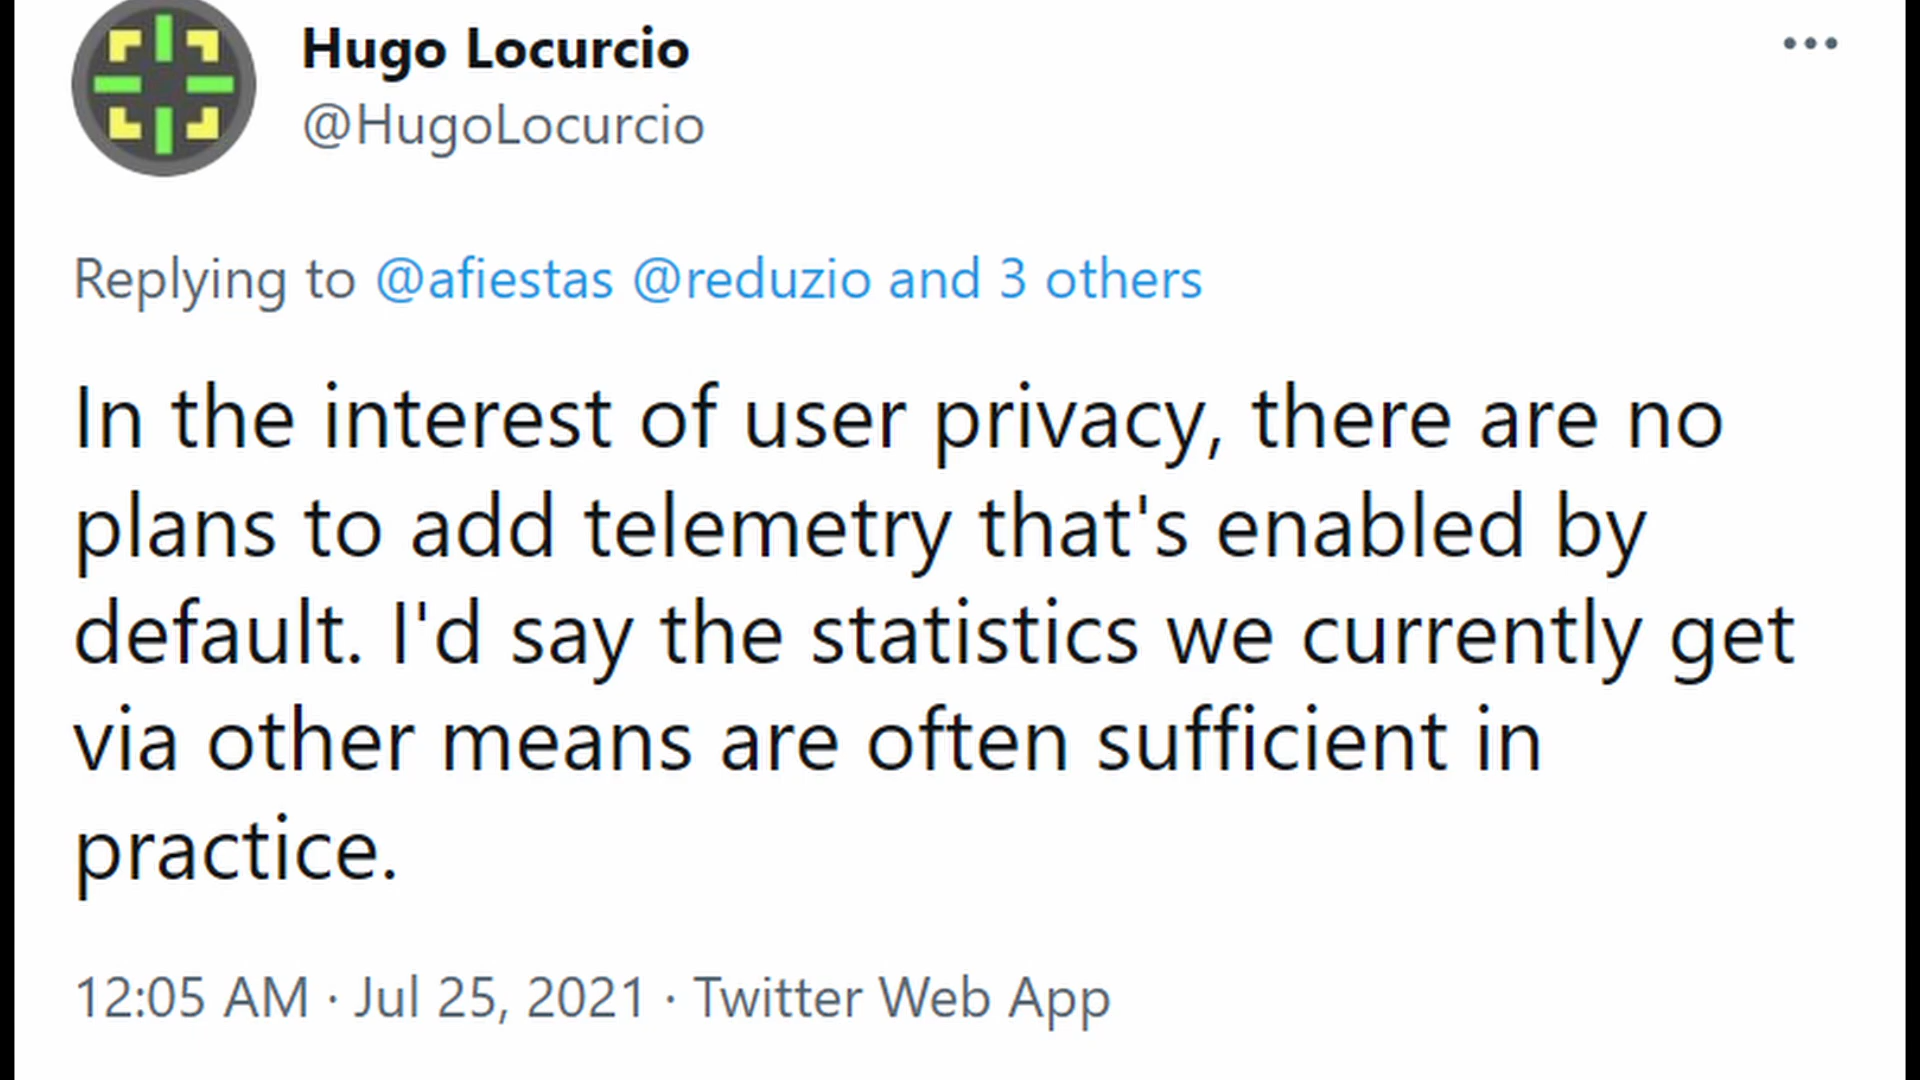 Hugo Locurcio
@HugoLocurcio
Replying to @afiestas @reduzio and 3 others
In the interest of user privacy, there are no
plans to add telemetry that's enabled by
default. I'd say the statistics we currently get
via other means are often sufficient in
practice.
12:05 AM · Jul 25, 2021 · Twitter Web App